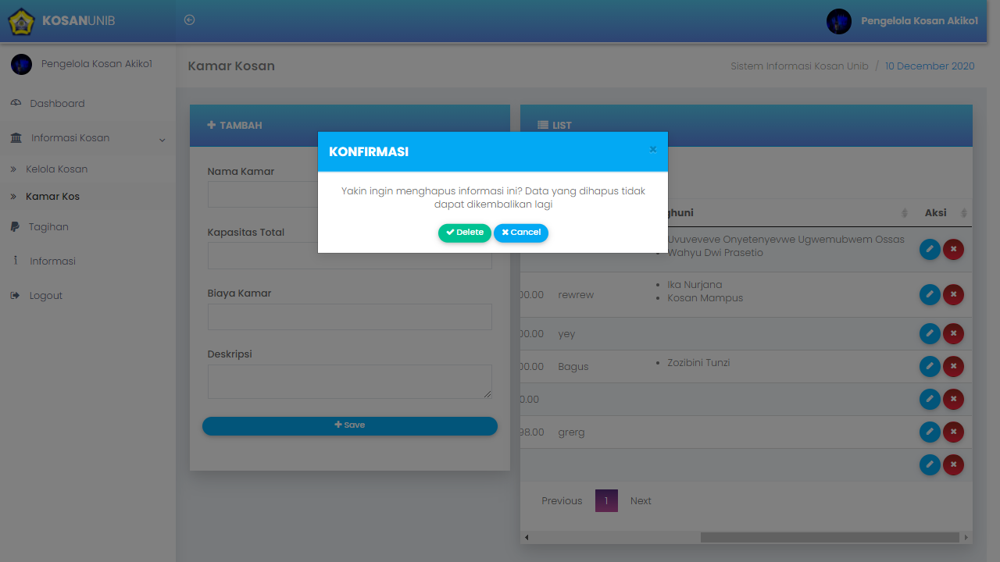 KOSANUNIB
Pengelola Kosan Akiko1
Pengelola Kosan Akiko1
Dashboard
Informasi Kosan
Kelola Kosan
Kamar Kos
Tagihan
Informasi
Logout
Kamar Kosan
Sistem Informasi Kosan Unib / 10 December 2020
TAMBAH
Nama Kamar
Kapasitas Total
Biaya Kamar
Deskripsi
Save
LIST
KONFIRMASI
×
Yakin ingin menghapus informasi ini? Data yang dihapus tidak
dapat dikembalikan lagi
Delete Cancel
ghuni Aksi
Uvuveveve Onyetenyevwe Ugwemubwem Ossas
Wahyu Dwi Prasetio
00.00 rewrew
Ika Nurjana
Kosan Mampus
00.00 yey
00.00 Bagus
Zozibini Tunzi
0.00
98.00 grerg
Previous 1 Next